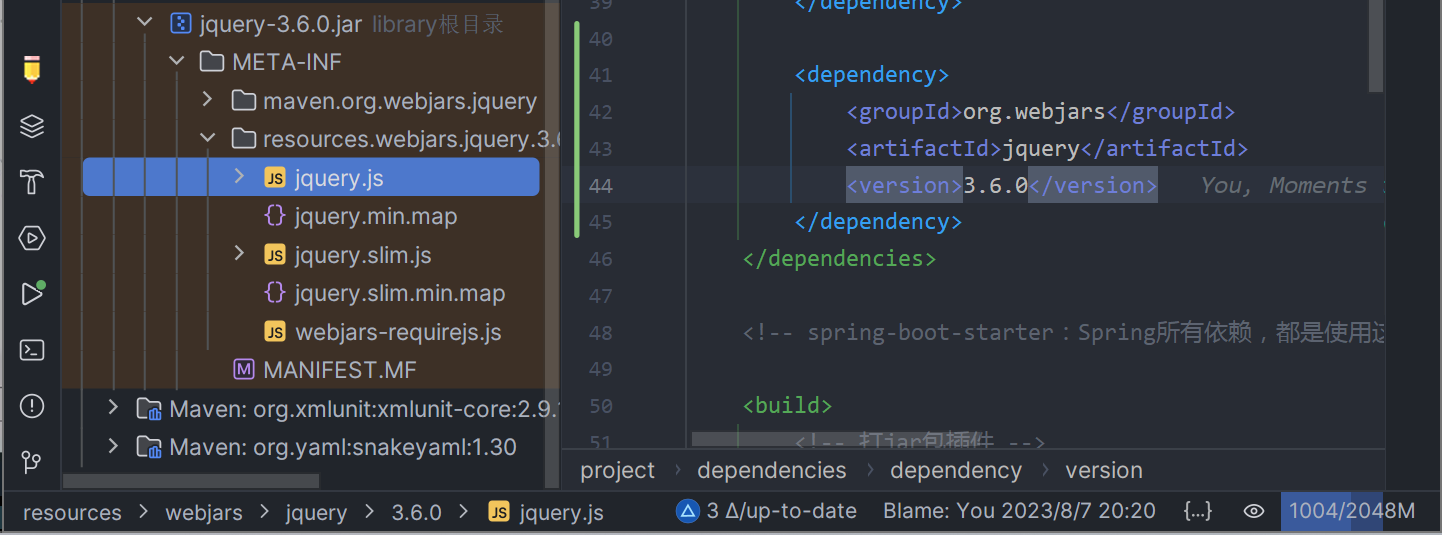 jquery-3.6.0.jar library根目录
META-INF
maven.org.webjars.jquery
resources.webjars.jquery.3.
JS jquery.js
{} jquery.min.map
JS jquery.slim.js
{} jquery.slim.min.map
JS webjars-requirejs.js
M MANIFEST.MF
Maven: org.xmlunit:xmlunit-core:2.9.
Maven: org.yaml:snakeyaml:1.30
39 </dependency>
40
41 <dependency>
42 <groupId>org.webjars</groupId>
43 <artifactId>jquery</artifactId>
44 <version>3.6.0</version> You, Moments
45 </dependency>
46 </dependencies>
47
48 <!-- spring-boot-starter：Spring所有依赖，都是使用
49
50 <build>
51 <!-- 打jar包插件 -->
project > dependencies > dependency > version
resources > webjars > jquery > 3.6.0 > JS jquery.js 3 Δ/up-to-date Blame: You 2023/8/7 20:20 {...} 1004/2048M